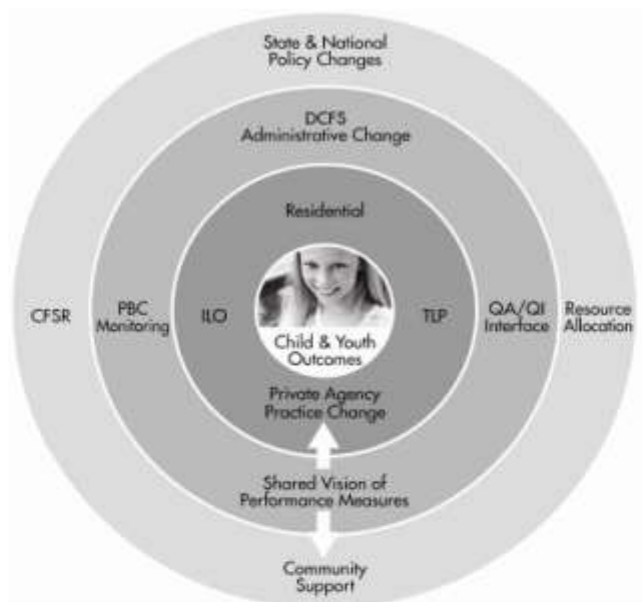 State & National
Policy Changes
DCFS
Administrative Change
Residential
CFSR
PBC
Monitoring
ILO
Child & Youth
Outcomes
TLP
QA/QI
Interface
Resource
Allocation
Private Agency
Practice Change
Shared Vision of
Performance Measures
Community
Support